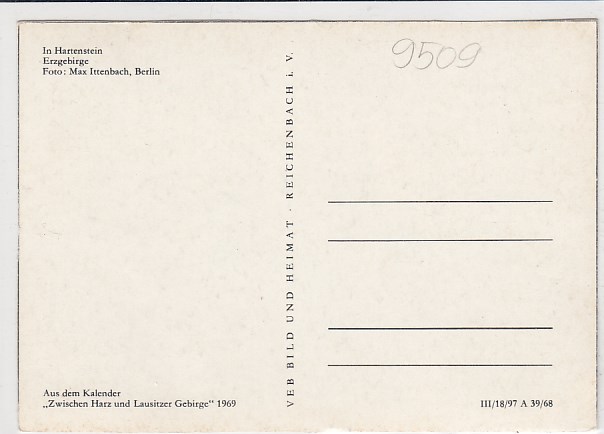 In Hartenstein
Erzgebirge
Foto: Max Ittenbach, Berlin
9509
VEB BILD UND HEIMAT · REICHENBACH i. V.
Aus dem Kalender
„Zwischen Harz und Lausitzer Gebirge“ 1969
III/18/97 A 39/68